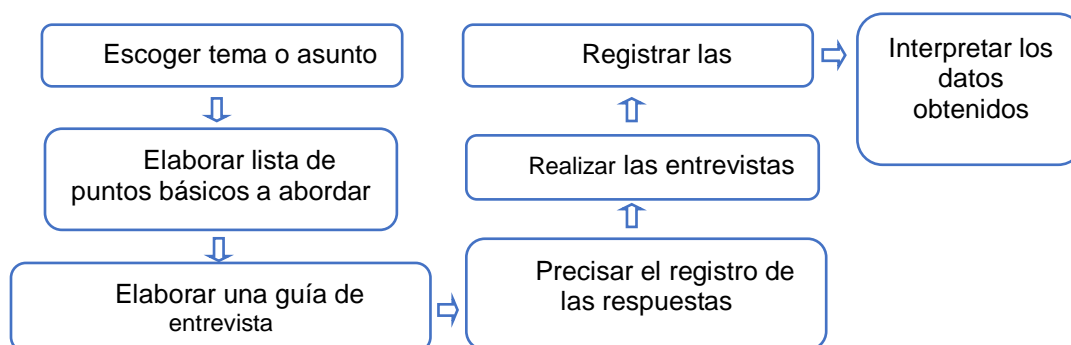 Escoger tema o asunto
Elaborar lista de
puntos básicos a abordar
Elaborar una guía de
entrevista
Precisar el registro de
las respuestas
Realizar las entrevistas
Registrar las
Interpretar los
datos
obtenidos